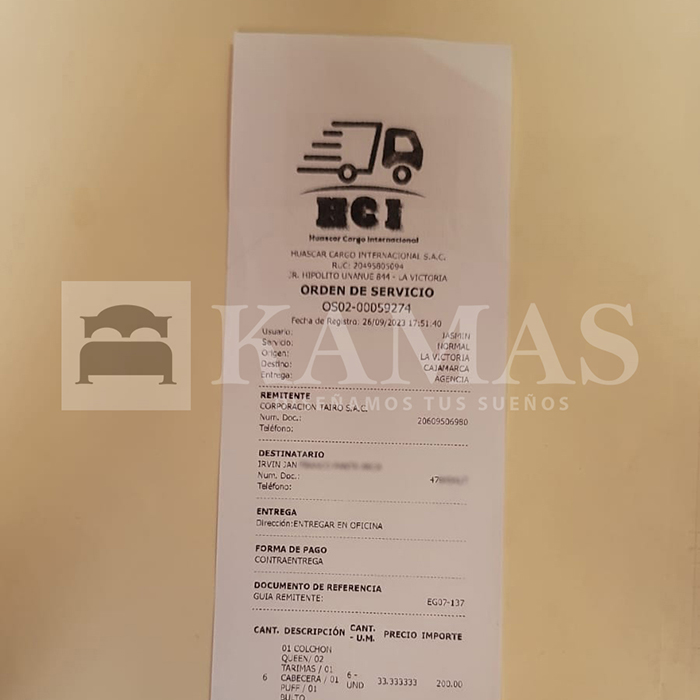 HCI
Huascar Cargo Internacional
HUASCAR CARGO INTERNACIONAL S.A.C.
RUC: 20495805094
JR. HIPOLITO UNANUE 844 - LA VICTORIA
ORDEN DE SERVICIO
OS02-00059274
Fecha de Registro: 26/09/2023 17:51:40
Usuario: JASMIN
Servicio: NORMAL
Origen: LA VICTORIA
Destino: CAJAMARCA
Entrega: AGENCIA
KAMAS
EÑAMOS TUS SUEÑOS
REMITENTE
CORPORACION TAIRO S.A.C.
Num. Doc.: 20609506980
Teléfono:
DESTINATARIO
IRVIN JAN
Num. Doc.: 47
Teléfono:
ENTREGA
Dirección:ENTREGAR EN OFICINA
FORMA DE PAGO
CONTRAENTREGA
DOCUMENTO DE REFERENCIA
GUIA REMITENTE: EG07-137
CANT. DESCRIPCIÓN CANT. - U.M. PRECIO IMPORTE
01 COLCHON
QUEEN/ 02
TARIMAS / 01
6 CABECERA / 01 6 - UND 33.333333 200.00
PUFF / 01
BULTO